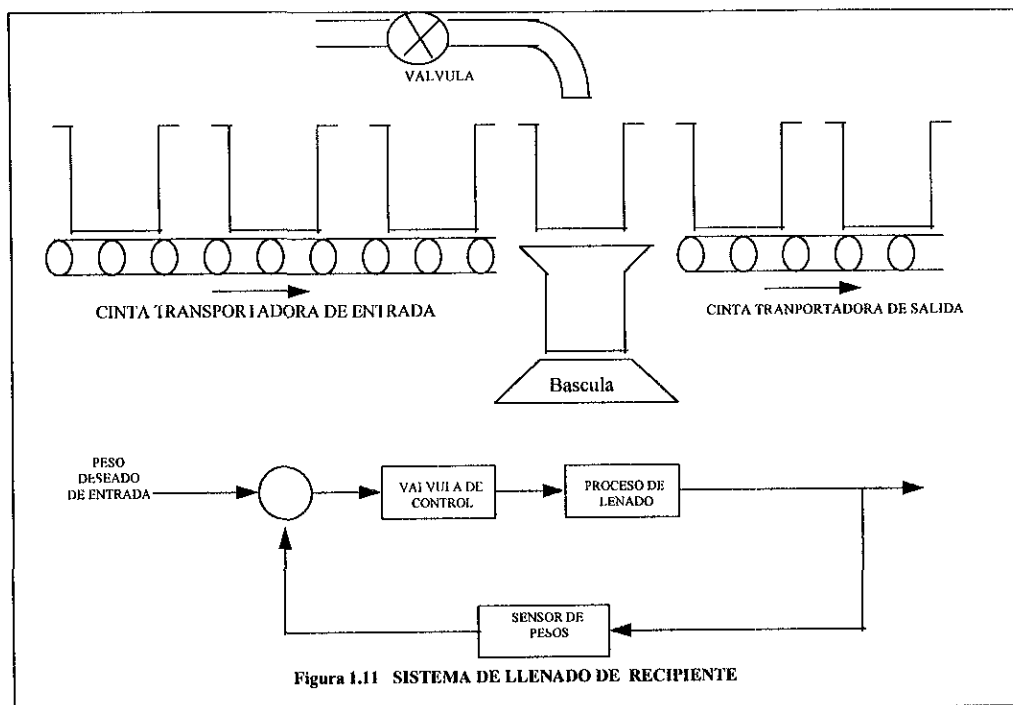 VALVULA
CINTA TRANSPORTADORA DE ENTRADA
CINTA TRANPORTADORA DE SALIDA
Bascula
PESO
DESEADO
DE ENTRADA
VALVULA DE
CONTROL
PROCESO DE
LENADO
SENSOR DE
PESOS
Figura 1.11 SISTEMA DE LLENADO DE RECIPIENTE